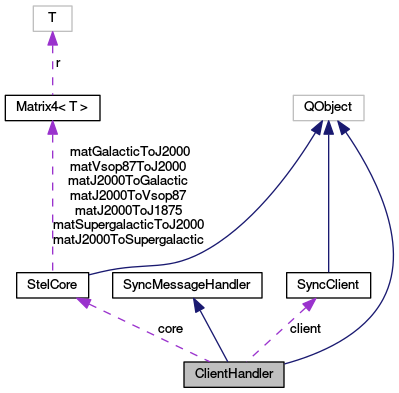 T
r
Matrix4< T >
QObject
matGalacticToJ2000
matVsop87ToJ2000
matJ2000ToGalactic
matJ2000ToVsop87
matJ2000ToJ1875
matSupergalacticToJ2000
matJ2000ToSupergalactic
StelCore
SyncMessageHandler
SyncClient
core
client
ClientHandler